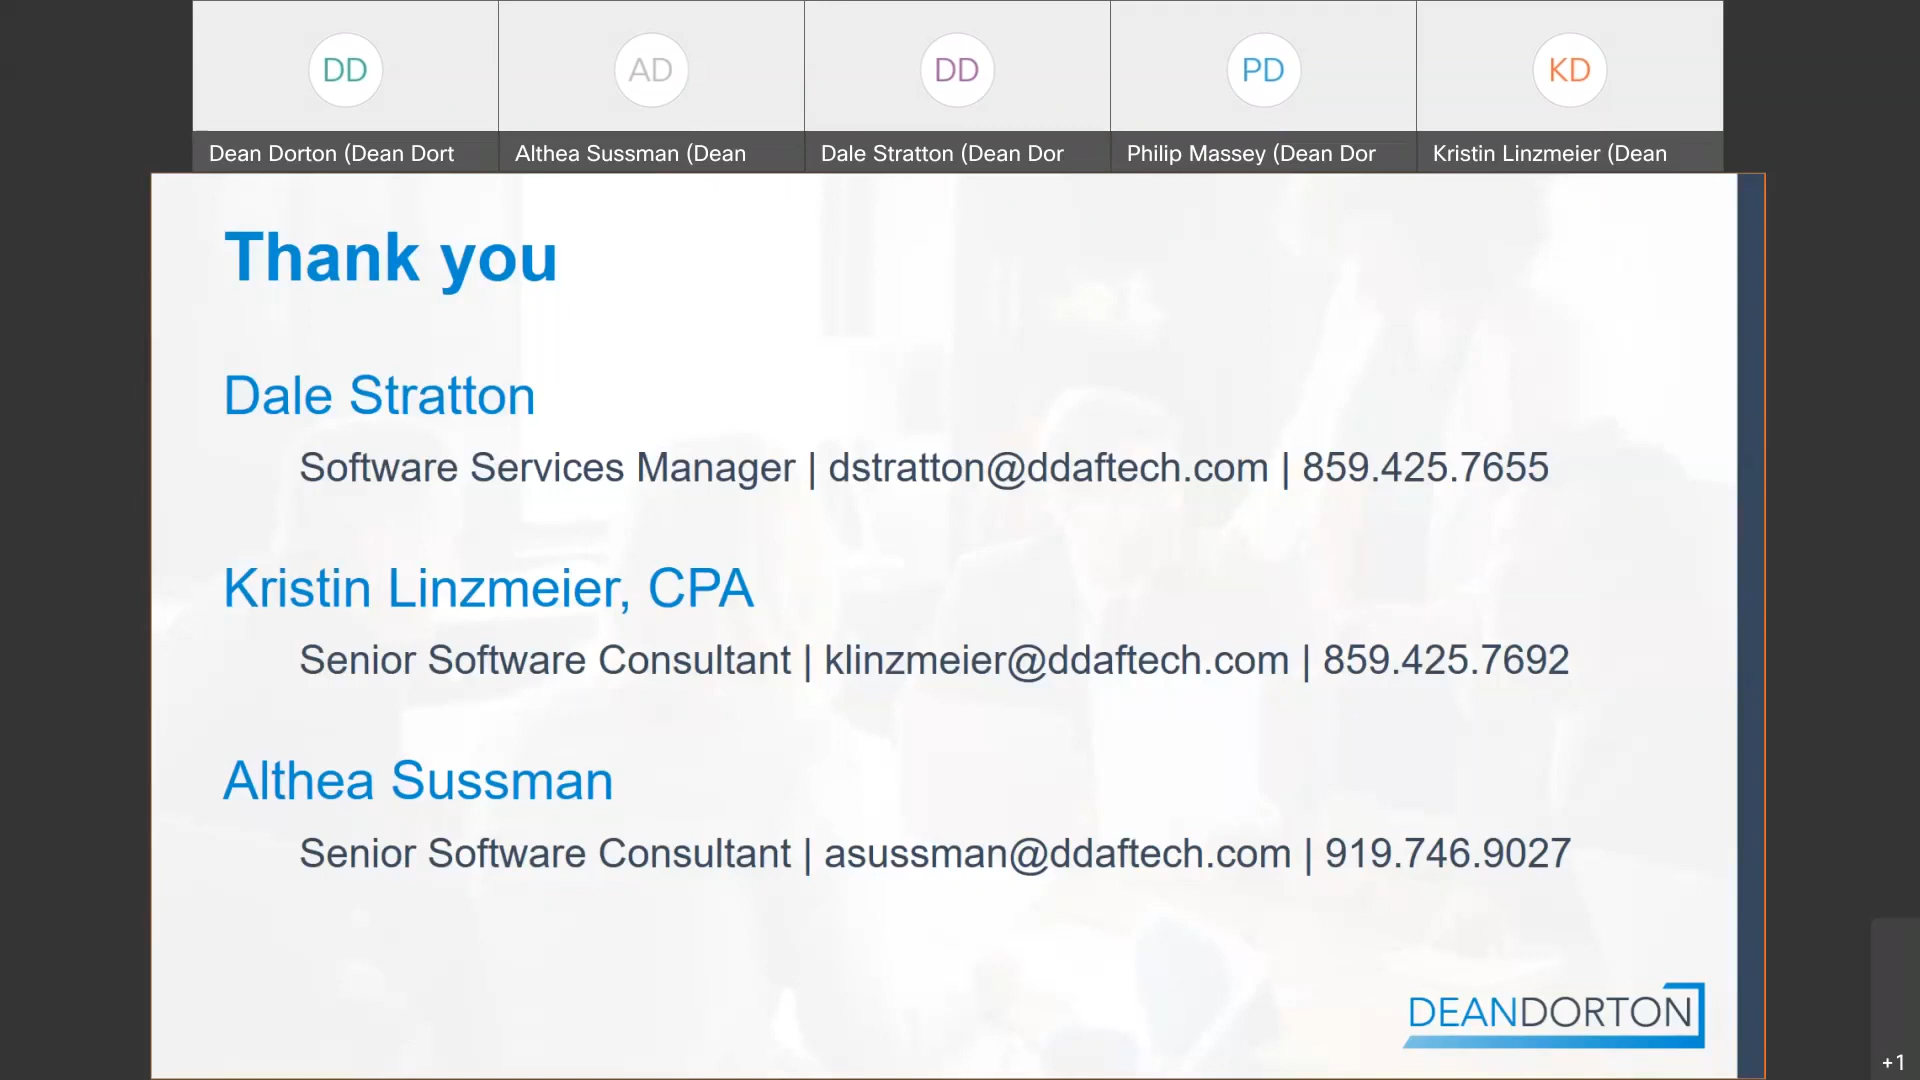 DD
AD
DD
PD
KD
Dean Dorton (Dean Dort
Althea Sussman (Dean
Dale Stratton (Dean Dor
Philip Massey (Dean Dor
Kristin Linzmeier (Dean
Thank you
Dale Stratton
Software Services Manager | dstratton@ddaftech.com | 859.425.7655
Kristin Linzmeier, CPA
Senior Software Consultant | klinzmeier@ddaftech.com | 859.425.7692
Althea Sussman
Senior Software Consultant | asussman@ddaftech.com | 919.746.9027
DEANDORTON
+1